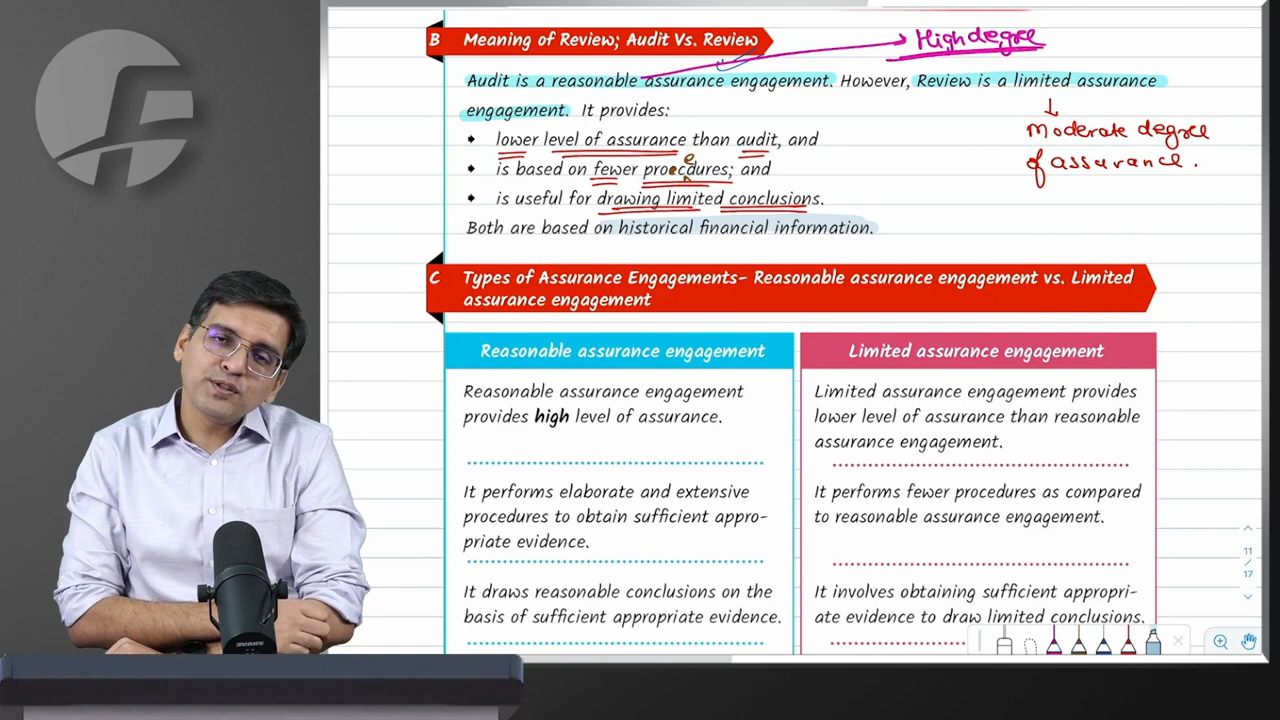 B Meaning of Review; Audit Vs. Review
High degree
Audit is a reasonable assurance engagement. However, Review is a limited assurance
engagement. It provides:
Moderate degree
of assurance.
lower level of assurance than audit, and
is based on fewer procedures; and
is useful for drawing limited conclusions.
Both are based on historical financial information.
C Types of Assurance Engagements- Reasonable assurance engagement vs. Limited
assurance engagement
Reasonable assurance engagement
Reasonable assurance engagement
provides high level of assurance.
It performs elaborate and extensive
procedures to obtain sufficient appro-
priate evidence.
It draws reasonable conclusions on the
basis of sufficient appropriate evidence.
Limited assurance engagement
Limited assurance engagement provides
lower level of assurance than reasonable
assurance engagement.
It performs fewer procedures as compared
to reasonable assurance engagement.
It involves obtaining sufficient appropri-
ate evidence to draw limited conclusions.
11
/
17